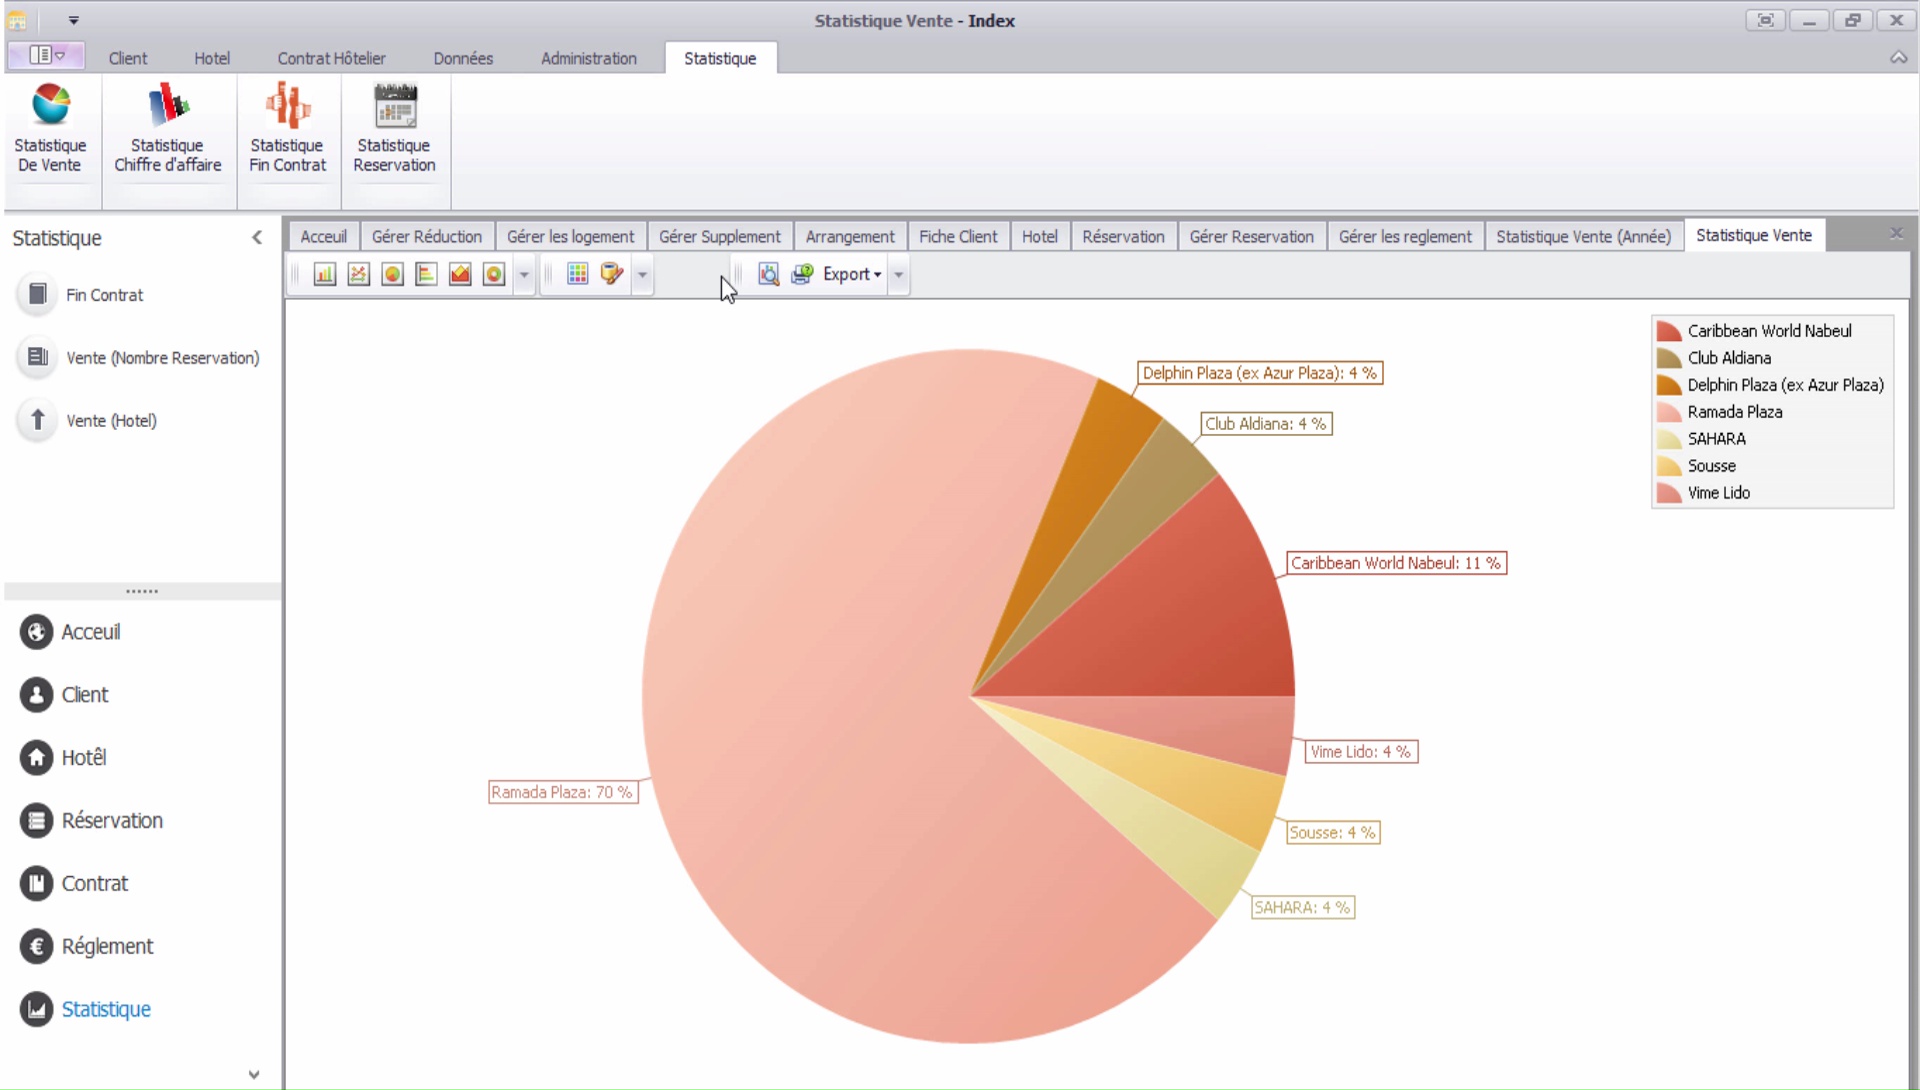 Statistique Vente - Index
Client
Hotel
Contrat Hôtelier
Données
Administration
Statistique
Statistique
De Vente
Statistique
Chiffre d'affaire
Statistique
Fin Contrat
Statistique
Reservation
Statistique
Fin Contrat
Vente (Nombre Reservation)
Vente (Hotel)
Acceuil
Client
Hotêl
Réservation
Contrat
Réglement
Statistique
Acceuil
Gérer Réduction
Gérer les logement
Gérer Supplement
Arrangement
Fiche Client
Hotel
Réservation
Gérer Reservation
Gérer les reglement
Statistique Vente (Année)
Statistique Vente
Export
Caribbean World Nabeul
Club Aldiana
Delphin Plaza (ex Azur Plaza)
Ramada Plaza
SAHARA
Sousse
Vime Lido
Delphin Plaza (ex Azur Plaza): 4 %
Club Aldiana: 4 %
Caribbean World Nabeul: 11 %
Vime Lido: 4 %
Ramada Plaza: 70 %
Sousse: 4 %
SAHARA: 4 %